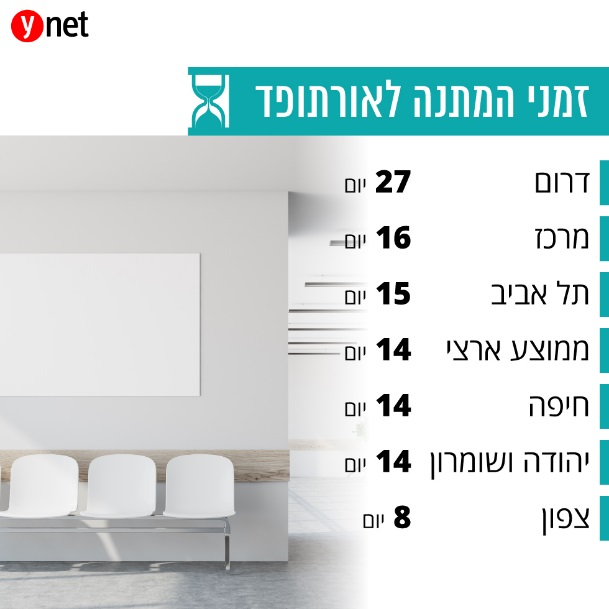 ynet
זמני המתנה לאורתופד
דרום 27 יום
מרכז 16 יום
תל אביב 15 יום
ממוצע ארצי 14 יום
חיפה 14 יום
יהודה ושומרון 14 יום
צפון 8 יום